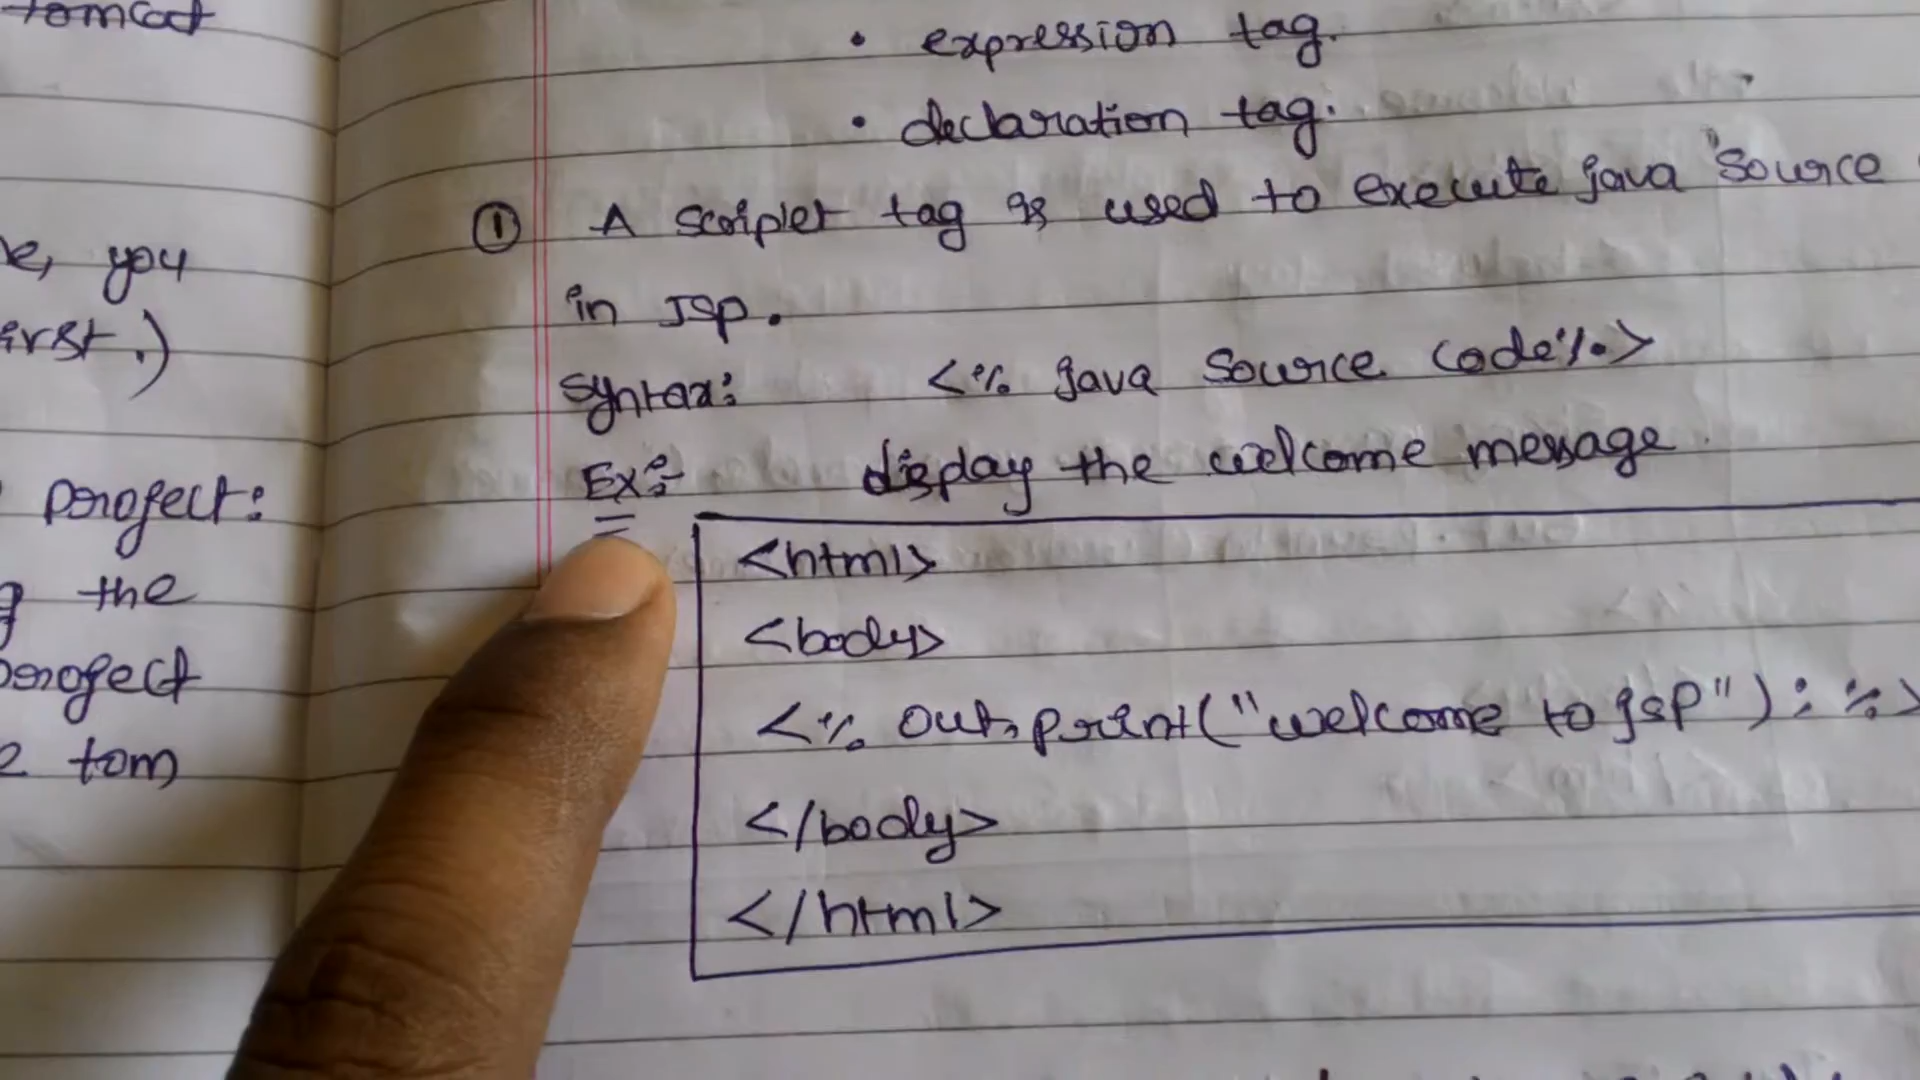 tomcat
e, you
irst.)
project:
g the
project
e tom
• expression tag.
• declaration tag.
① A scriplet tag is used to execute java source
in JSP.
Syntax: <% java source code%>
Ex:- display the welcome message
<html>
<body>
<% out.print("welcome to jsp"); %>
</body>
</html>